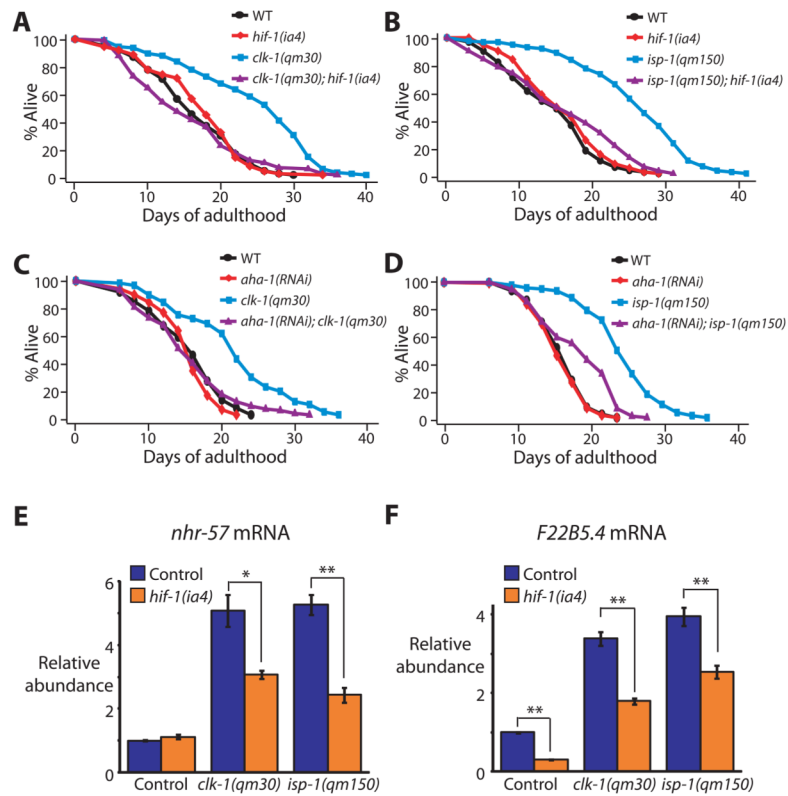 A
WT
hif-1(ia4)
clk-1(qm30)
clk-1(qm30); hif-1(ia4)
% Alive
100
80
60
40
20
0
0 10 20 30 40
Days of adulthood
B
WT
hif-1(ia4)
isp-1(qm150)
isp-1(qm150); hif-1(ia4)
% Alive
100
80
60
40
20
0
0 10 20 30 40
Days of adulthood
C
WT
aha-1(RNAi)
clk-1(qm30)
aha-1(RNAi); clk-1(qm30)
% Alive
100
80
60
40
20
0
0 10 20 30 40
Days of adulthood
D
WT
aha-1(RNAi)
isp-1(qm150)
aha-1(RNAi); isp-1(qm150)
% Alive
100
80
60
40
20
0
0 10 20 30 40
Days of adulthood
E
nhr-57 mRNA
Control
hif-1(ia4)
Relative
abundance
6
4
2
0
*
**
Control clk-1(qm30) isp-1(qm150)
F
F22B5.4 mRNA
Control
hif-1(ia4)
Relative
abundance
4
2
0
**
**
**
Control clk-1(qm30) isp-1(qm150)